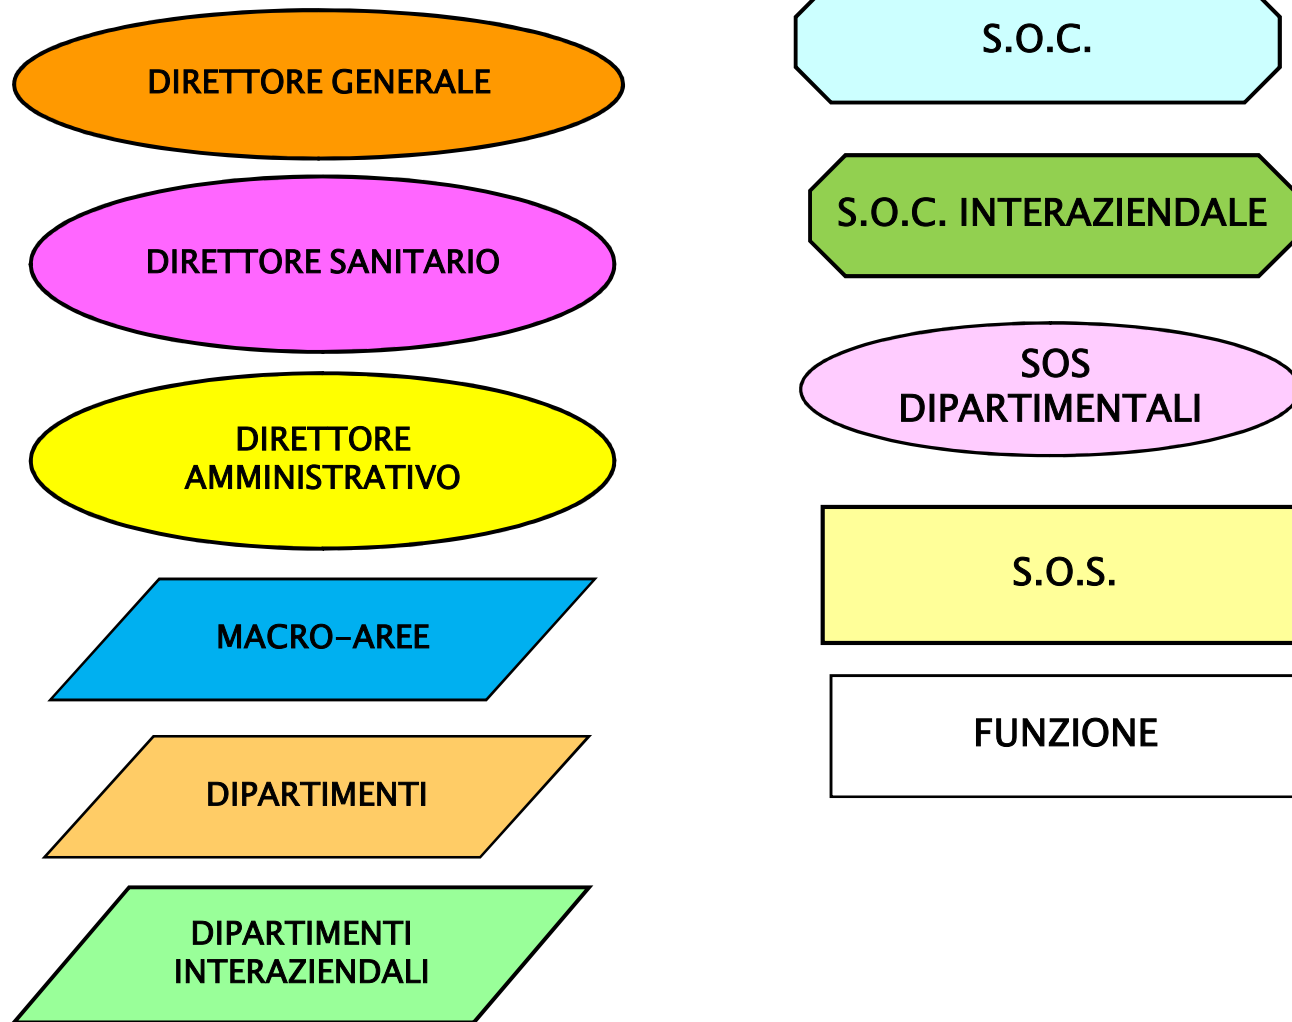 DIRETTORE GENERALE
DIRETTORE SANITARIO
DIRETTORE
AMMINISTRATIVO
MACRO-AREE
DIPARTIMENTI
DIPARTIMENTI
INTERAZIENDALI
S.O.C.
S.O.C. INTERAZIENDALE
SOS
DIPARTIMENTALI
S.O.S.
FUNZIONE